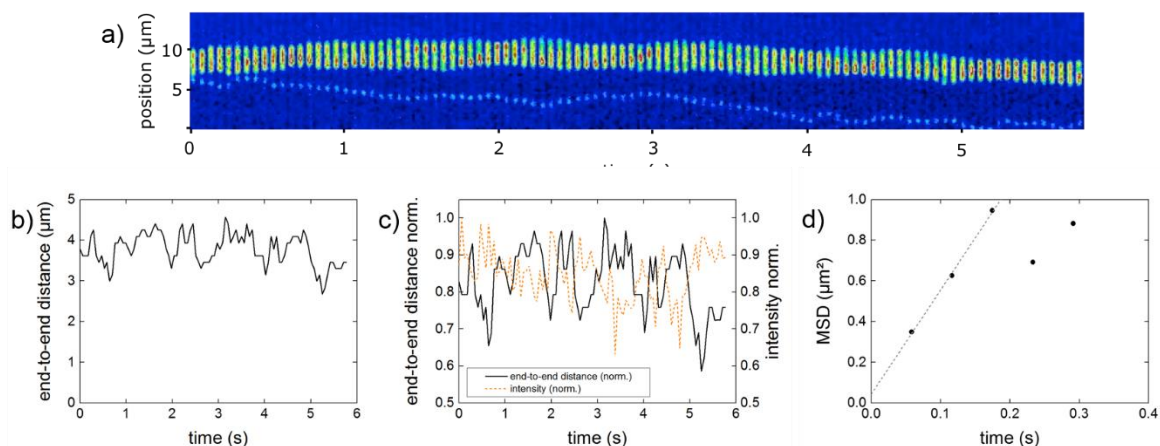 a)
position (µm)
10
5
0 1 2 3 4 5
b)
end-to-end distance (µm)
5
4
3
2
1
0
0 1 2 3 4 5 6
time (s)
c)
end-to-end distance norm.
1.0
0.9
0.8
0.7
0.6
0.5
end-to-end distance (norm.)
intensity (norm.)
0 1 2 3 4 5 6
time (s)
1.0
0.9
0.8
0.7
0.6
0.5
intensity norm.
d)
MSD (µm²)
1.0
0.8
0.6
0.4
0.2
0.0
0.0 0.1 0.2 0.3 0.4
time (s)